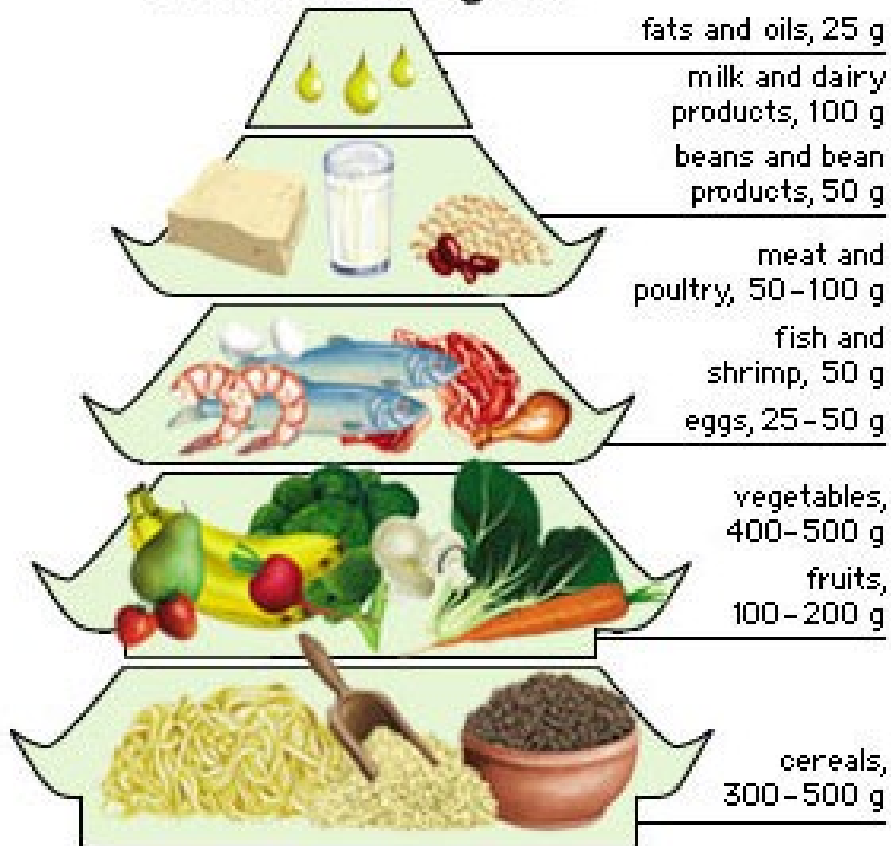 fats and oils, 25 g
milk and dairy
products, 100 g
beans and bean
products, 50 g
meat and
poultry, 50–100 g
fish and
shrimp, 50 g
eggs, 25–50 g
vegetables,
400–500 g
fruits,
100–200 g
cereals,
300–500 g